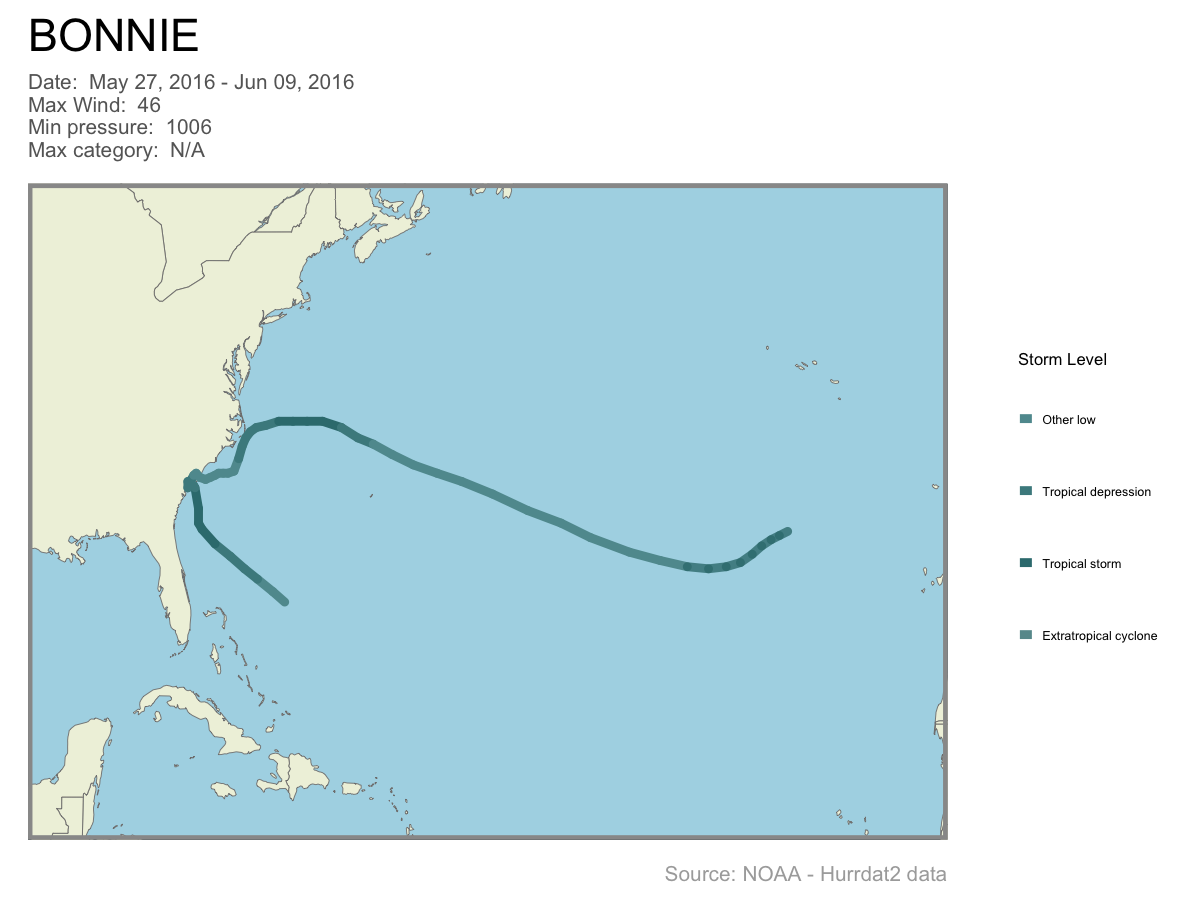 BONNIE
Date:  May 27, 2016 - Jun 09, 2016
Max Wind:  46
Min pressure:  1006
Max category:  N/A
Storm Level
Other low
Tropical depression
Tropical storm
Extratropical cyclone
Source: NOAA - Hurrdat2 data